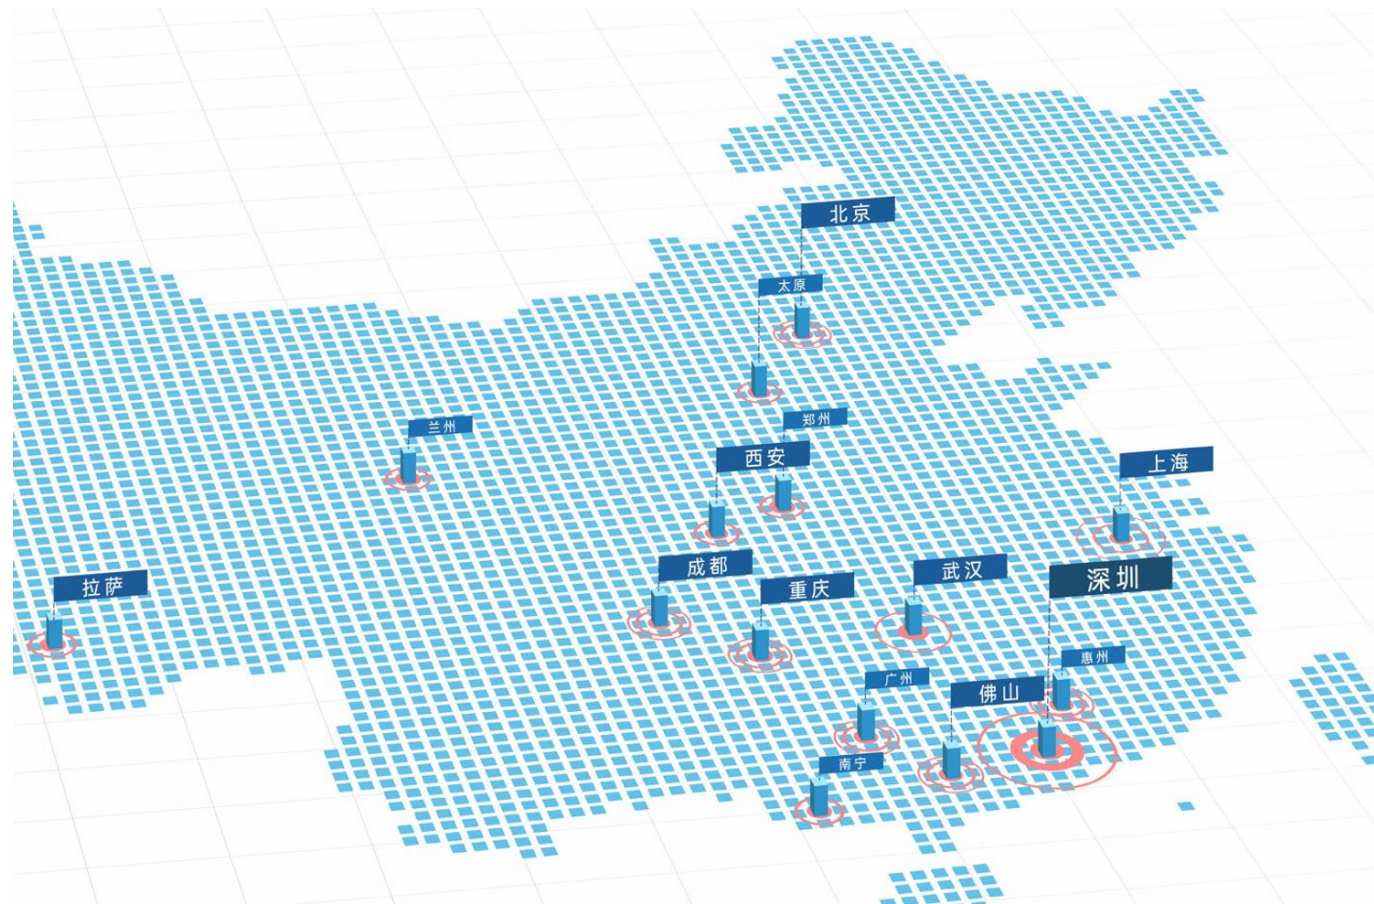 北京
太原
郑州
兰州
西安
上海
成都
武汉
深圳
拉萨
重庆
惠州
广州
佛山
南宁